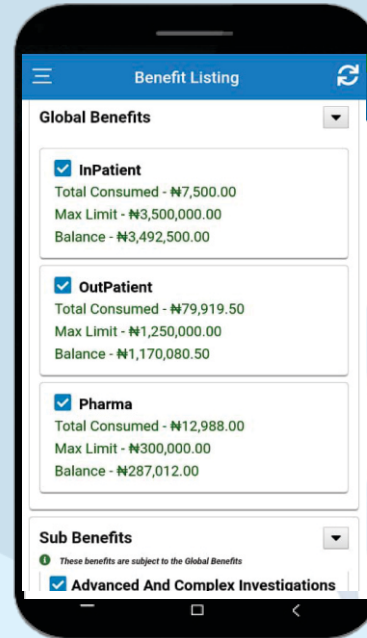 Benefit Listing
Global Benefits
InPatient
Total Consumed - ₦7,500.00
Max Limit - ₦3,500,000.00
Balance - ₦3,492,500.00
OutPatient
Total Consumed - ₦79,919.50
Max Limit - ₦1,250,000.00
Balance - ₦1,170,080.50
Pharma
Total Consumed - ₦12,988.00
Max Limit - ₦300,000.00
Balance - ₦287,012.00
Sub Benefits
These benefits are subject to the Global Benefits
Advanced And Complex Investigations